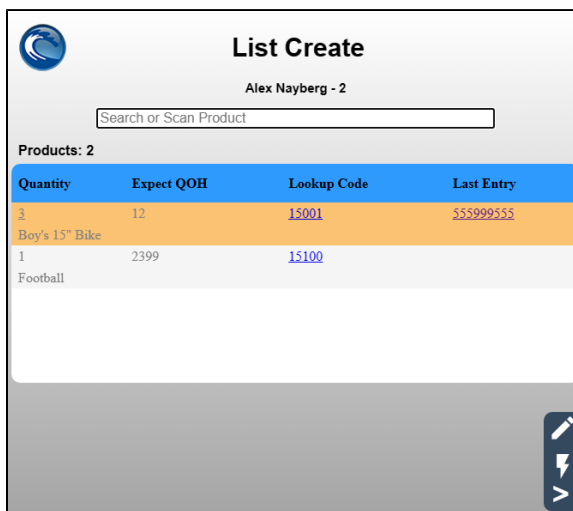 List Create
Alex Nayberg - 2
Search or Scan Product
Products: 2
Quantity Expect QOH Lookup Code Last Entry
3 12 15001 555999555
Boy's 15" Bike
1 2399 15100
Football
>